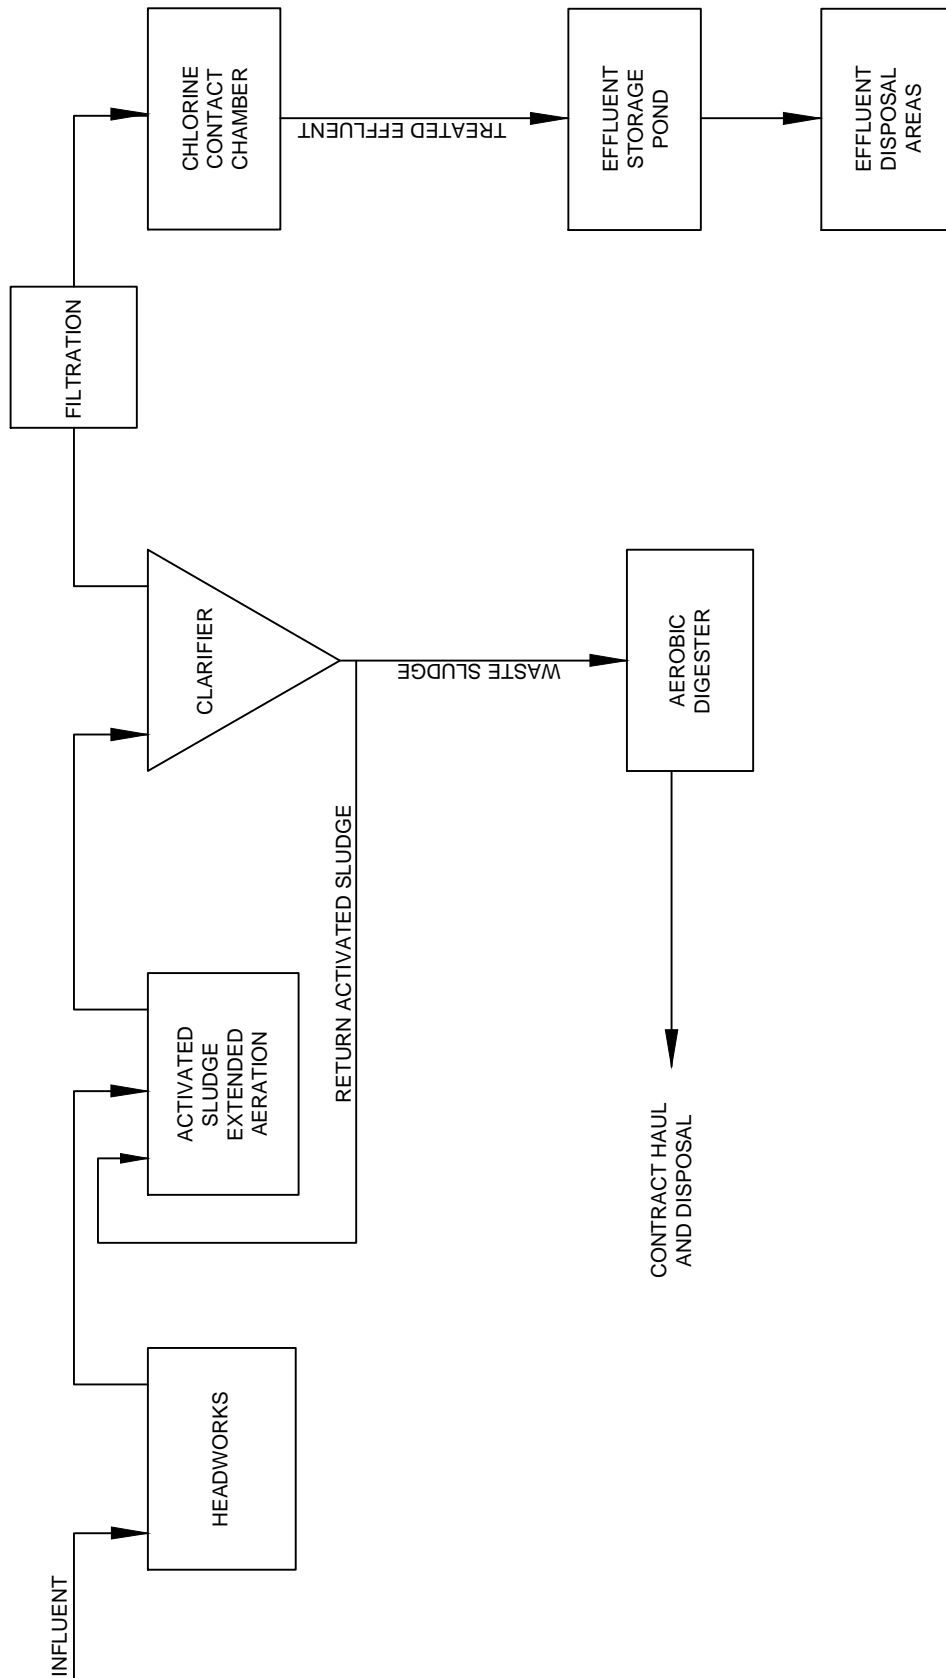 INFLUENT
HEADWORKS
ACTIVATED
SLUDGE
EXTENDED
AERATION
RETURN ACTIVATED SLUDGE
CLARIFIER
WASTE SLUDGE
AEROBIC
DIGESTER
CONTRACT HAUL
AND DISPOSAL
FILTRATION
CHLORINE
CONTACT
CHAMBER
TREATED EFFLUENT
EFFLUENT
STORAGE
POND
EFFLUENT
DISPOSAL
AREAS